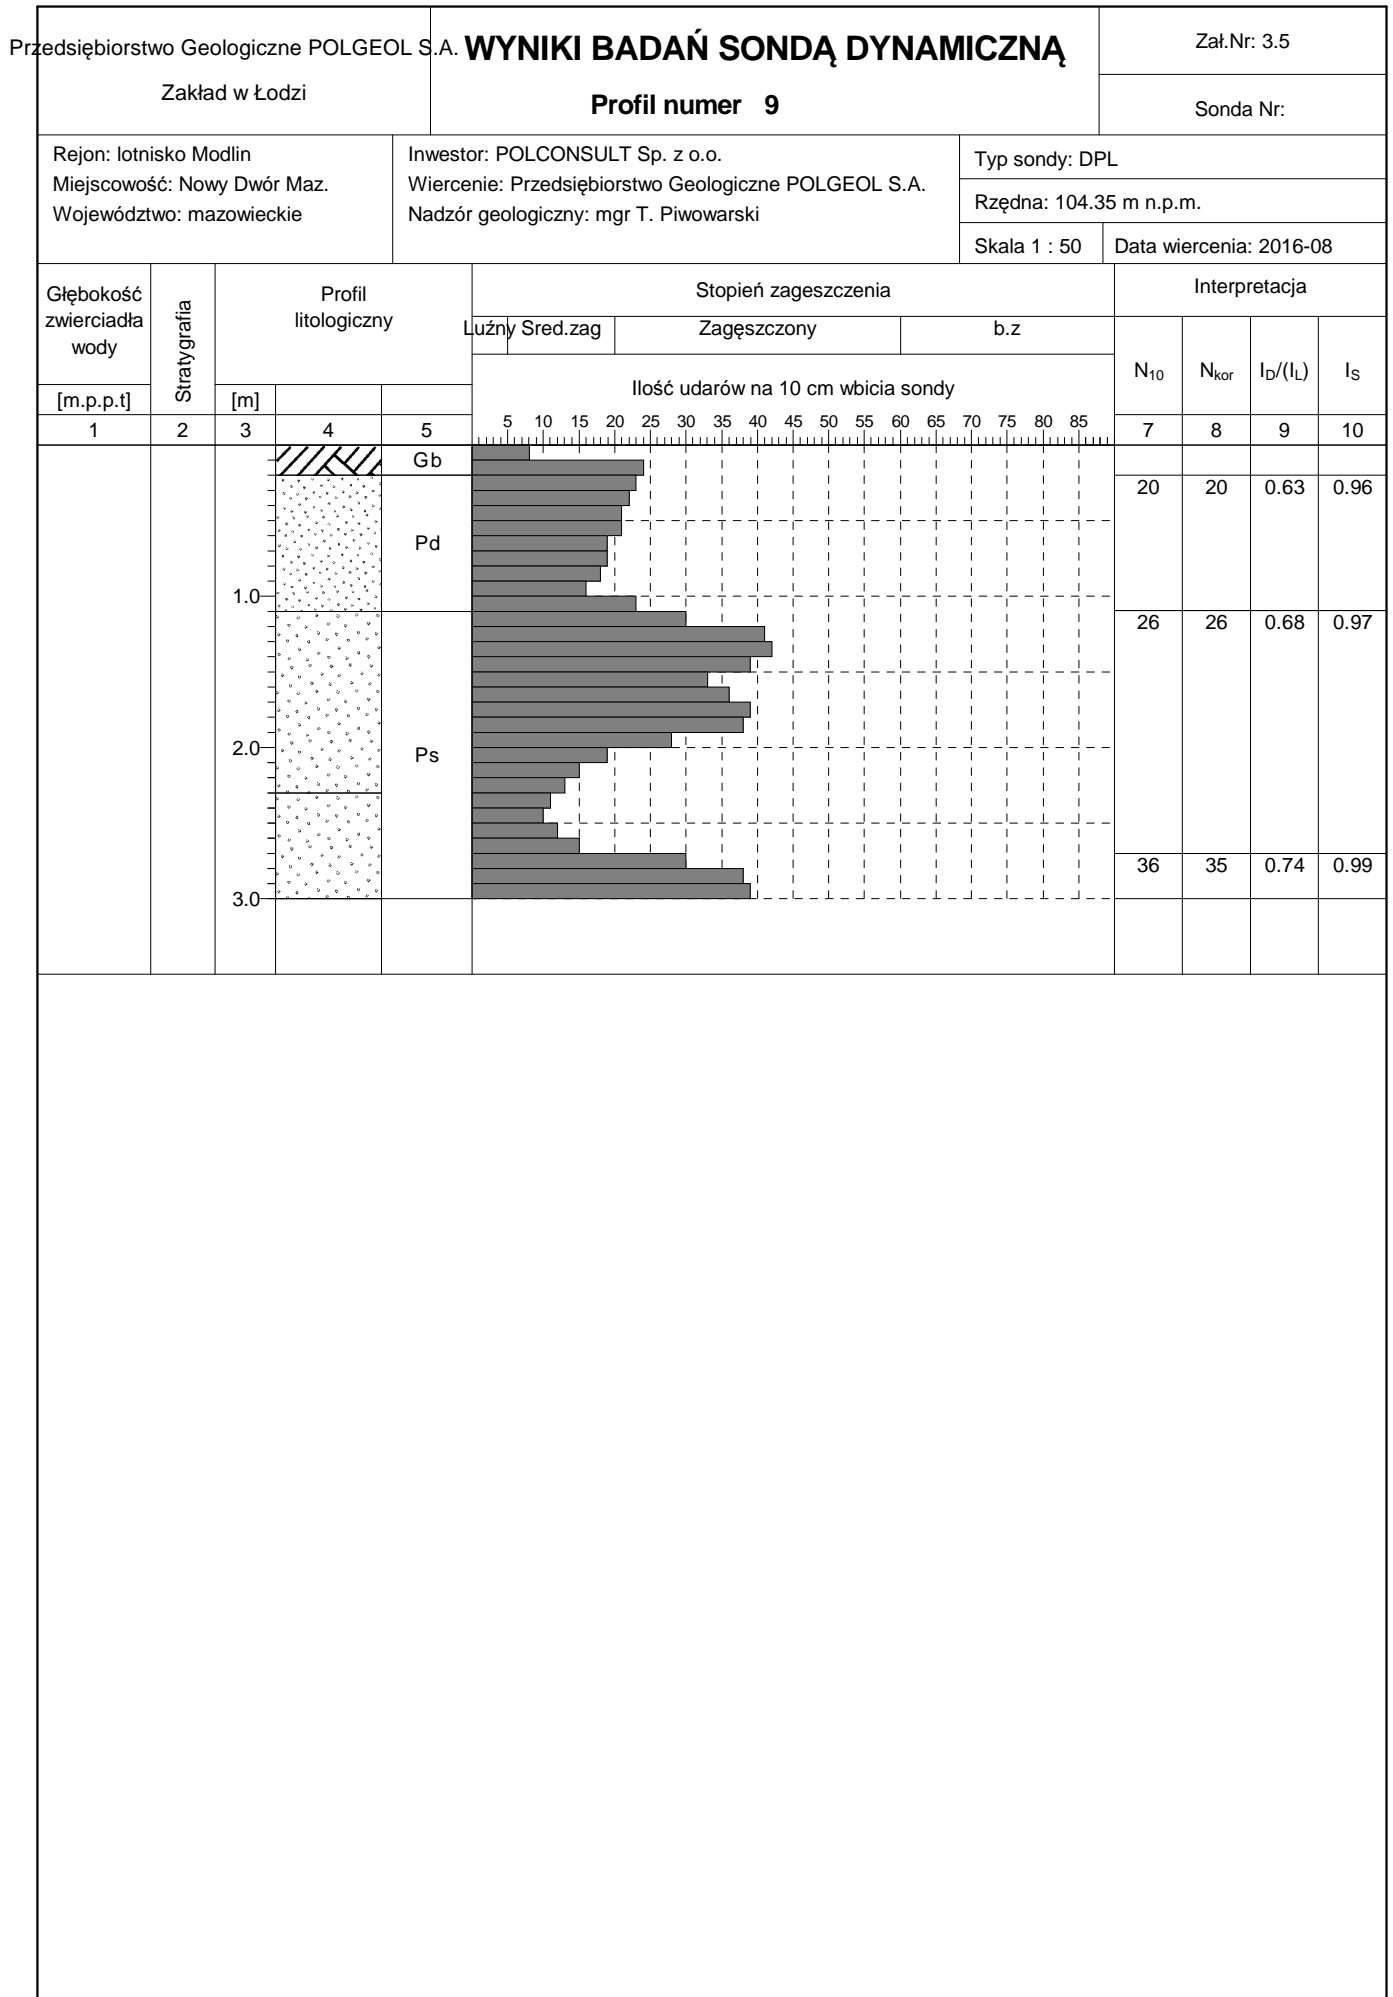 Przedsiębiorstwo Geologiczne POLGEOL S.A.
Zakład w Łodzi
WYNIKI BADAŃ SONDĄ DYNAMICZNĄ
Profil numer 9
Zał.Nr: 3.5
Sonda Nr:
Rejon: lotnisko Modlin
Miejscowość: Nowy Dwór Maz.
Województwo: mazowieckie
Inwestor: POLCONSULT Sp. z o.o.
Wiercenie: Przedsiębiorstwo Geologiczne POLGEOL S.A.
Nadzór geologiczny: mgr T. Piwowarski
Typ sondy: DPL
Rzędna: 104.35 m n.p.m.
Skala 1 : 50
Data wiercenia: 2016-08
Głębokość
zwierciadła
wody
[m.p.p.t]
Stratygrafia
Profil
litologiczny
[m]
Stopień zageszczenia
Luźny Sred.zag Zagęszczony b.z
Ilość udarów na 10 cm wbicia sondy
5 10 15 20 25 30 35 40 45 50 55 60 65 70 75 80 85
Interpretacja
N10 Nkor ID/(IL) IS
1 2 3 4 5 7 8 9 10
Gb
20 20 0.63 0.96
Pd
1.0
26 26 0.68 0.97
2.0
Ps
36 35 0.74 0.99
3.0